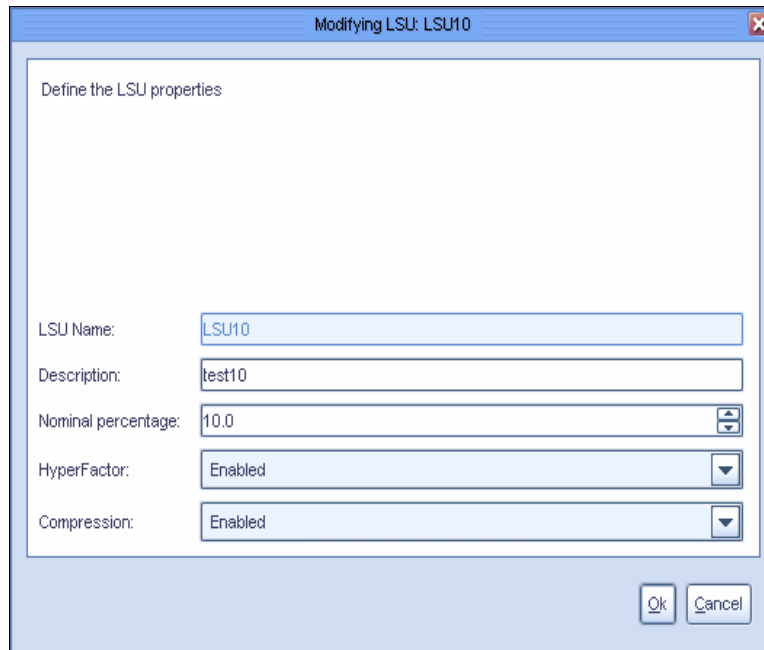 Modifying LSU: LSU10
Define the LSU properties
LSU Name: LSU10
Description: test10
Nominal percentage: 10.0
HyperFactor: Enabled
Compression: Enabled
Ok Cancel